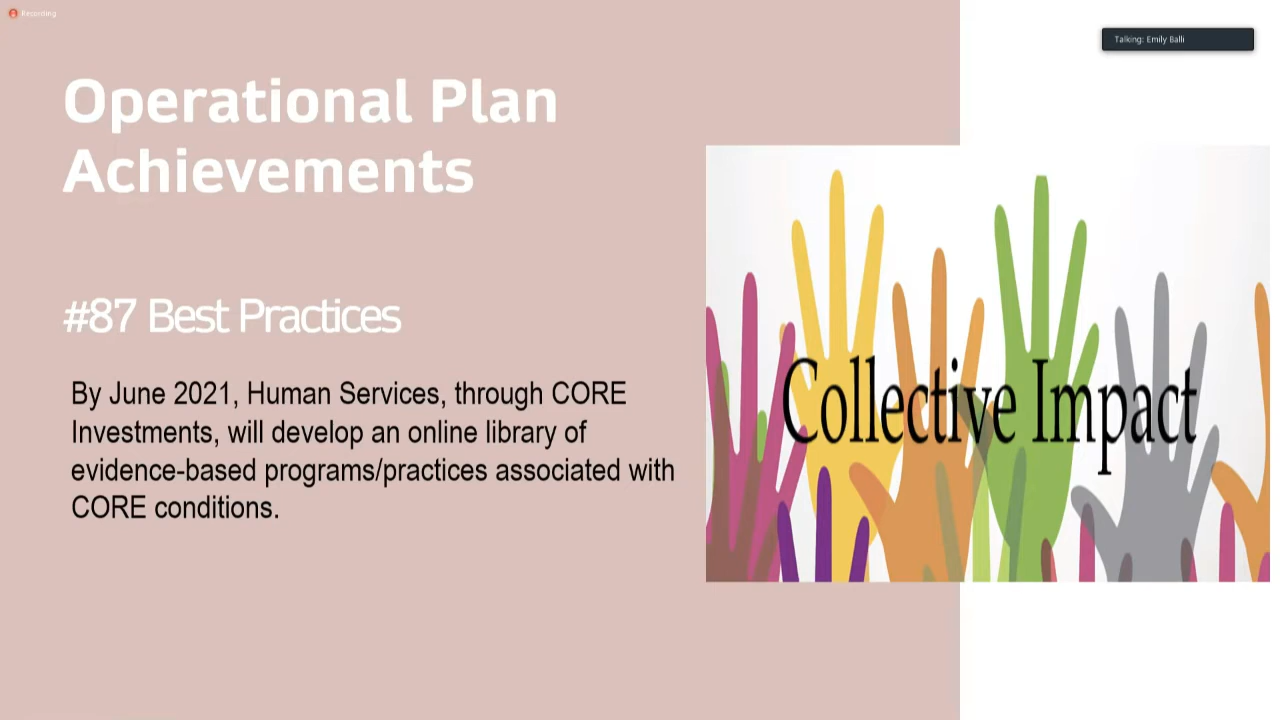 Recording
Talking: Emily Balli
Operational Plan
Achievements
#87 Best Practices
By June 2021, Human Services, through CORE
Investments, will develop an online library of
evidence-based programs/practices associated with
CORE conditions.
Collective Impact